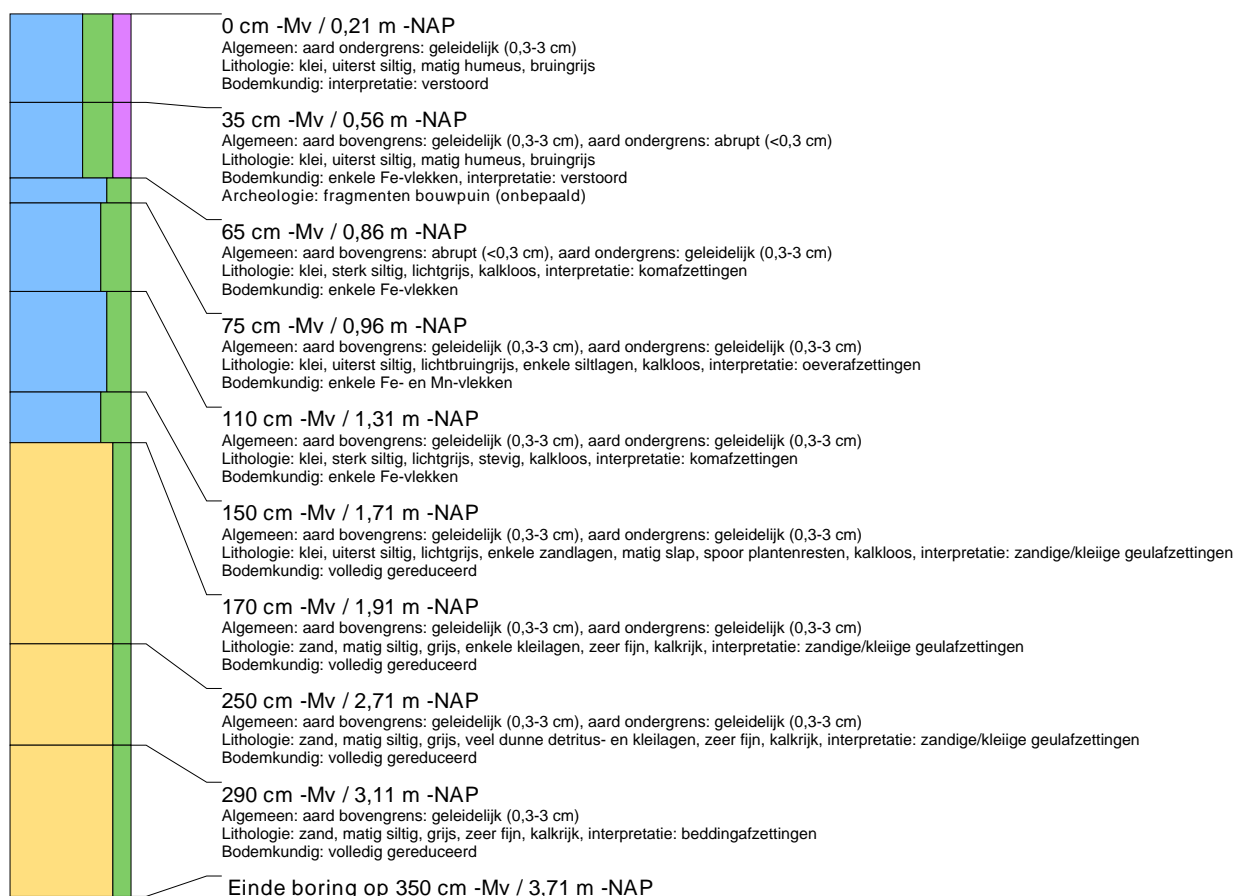 0 cm -Mv / 0,21 m -NAP
Algemeen: aard ondergrens: geleidelijk (0,3-3 cm)
Lithologie: klei, uiterst siltig, matig humeus, bruingrijs
Bodemkundig: interpretatie: verstoord
35 cm -Mv / 0,56 m -NAP
Algemeen: aard bovengrens: geleidelijk (0,3-3 cm), aard ondergrens: abrupt (<0,3 cm)
Lithologie: klei, uiterst siltig, matig humeus, bruingrijs
Bodemkundig: enkele Fe-vlekken, interpretatie: verstoord
Archeologie: fragmenten bouwpuin (onbepaald)
65 cm -Mv / 0,86 m -NAP
Algemeen: aard bovengrens: abrupt (<0,3 cm), aard ondergrens: geleidelijk (0,3-3 cm)
Lithologie: klei, sterk siltig, lichtgrijs, kalkloos, interpretatie: komafzettingen
Bodemkundig: enkele Fe-vlekken
75 cm -Mv / 0,96 m -NAP
Algemeen: aard bovengrens: geleidelijk (0,3-3 cm), aard ondergrens: geleidelijk (0,3-3 cm)
Lithologie: klei, uiterst siltig, lichtbruingrijs, enkele siltlagen, kalkloos, interpretatie: oeverafzettingen
Bodemkundig: enkele Fe- en Mn-vlekken
110 cm -Mv / 1,31 m -NAP
Algemeen: aard bovengrens: geleidelijk (0,3-3 cm), aard ondergrens: geleidelijk (0,3-3 cm)
Lithologie: klei, sterk siltig, lichtgrijs, stevig, kalkloos, interpretatie: komafzettingen
Bodemkundig: enkele Fe-vlekken
150 cm -Mv / 1,71 m -NAP
Algemeen: aard bovengrens: geleidelijk (0,3-3 cm), aard ondergrens: geleidelijk (0,3-3 cm)
Lithologie: klei, uiterst siltig, lichtgrijs, enkele zandlagen, matig slap, spoor plantenresten, kalkloos, interpretatie: zandige/kleiige geulafzettingen
Bodemkundig: volledig gereduceerd
170 cm -Mv / 1,91 m -NAP
Algemeen: aard bovengrens: geleidelijk (0,3-3 cm), aard ondergrens: geleidelijk (0,3-3 cm)
Lithologie: zand, matig siltig, grijs, enkele kleilagen, zeer fijn, kalkrijk, interpretatie: zandige/kleiige geulafzettingen
Bodemkundig: volledig gereduceerd
250 cm -Mv / 2,71 m -NAP
Algemeen: aard bovengrens: geleidelijk (0,3-3 cm), aard ondergrens: geleidelijk (0,3-3 cm)
Lithologie: zand, matig siltig, grijs, veel dunne detritus- en kleilagen, zeer fijn, kalkrijk, interpretatie: zandige/kleiige geulafzettingen
Bodemkundig: volledig gereduceerd
290 cm -Mv / 3,11 m -NAP
Algemeen: aard bovengrens: geleidelijk (0,3-3 cm)
Lithologie: zand, matig siltig, grijs, zeer fijn, kalkrijk, interpretatie: beddingafzettingen
Bodemkundig: volledig gereduceerd
Einde boring op 350 cm -Mv / 3,71 m -NAP